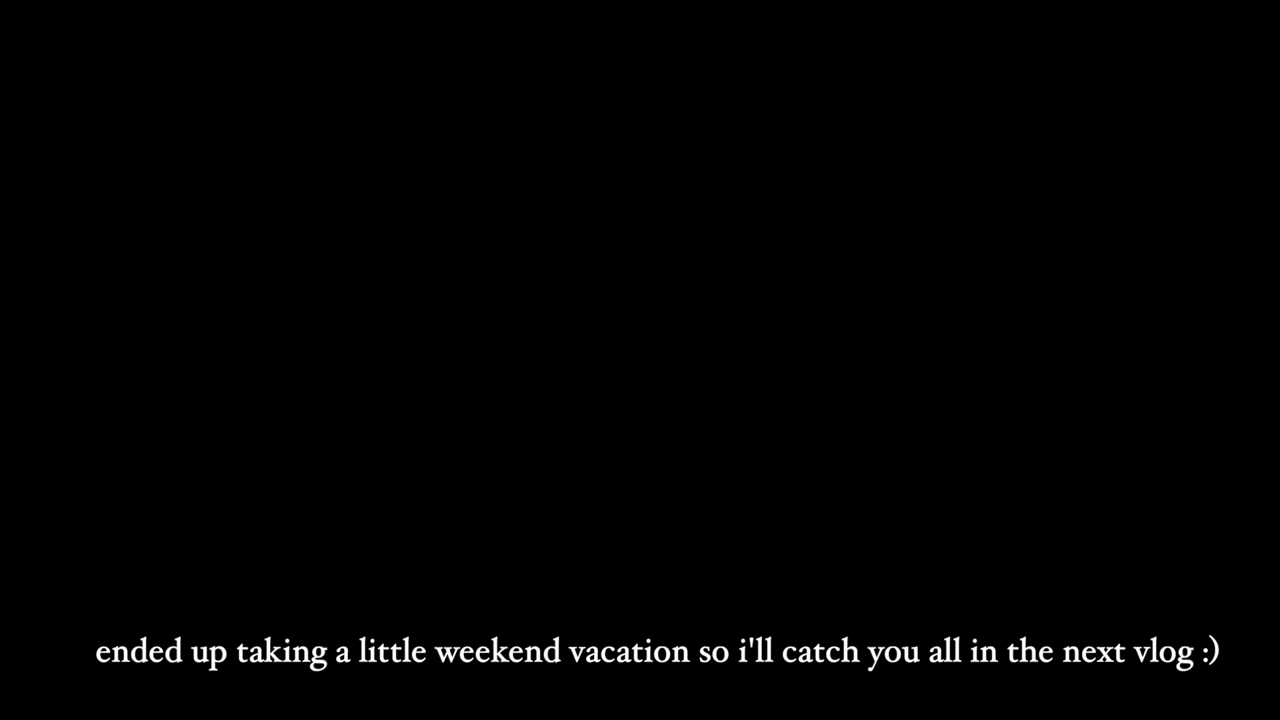 ended up taking a little weekend vacation so i'll catch you all in the next vlog :)